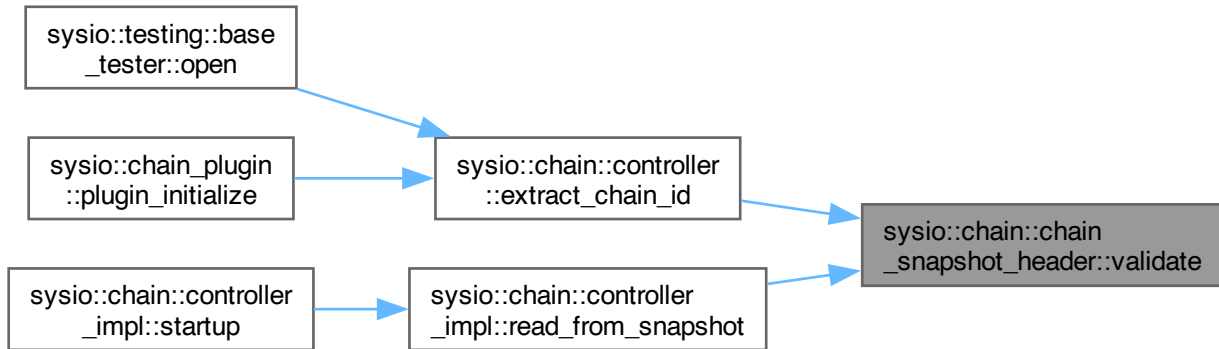 sysio::testing::base
_tester::open
sysio::chain_plugin
::plugin_initialize
sysio::chain::controller
::extract_chain_id
sysio::chain::chain
_snapshot_header::validate
sysio::chain::controller
_impl::startup
sysio::chain::controller
_impl::read_from_snapshot